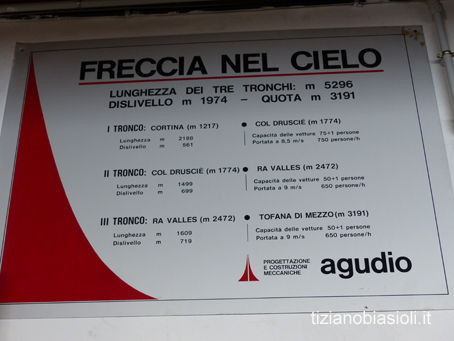 FRECCIA NEL CIELO
LUNGHEZZA DEI TRE TRONCHI: m 5296
DISLIVELLO m 1974 – QUOTA m 3191
I TRONCO: CORTINA (m 1217) ● COL DRUSCIÈ (m 1774)
Lunghezza m 2188 Capacità delle vetture 75+1 persone
Dislivello m 561 Portata a 8,5 m/s 750 persone/h
II TRONCO: COL DRUSCIÈ (m 1774) ● RA VALLES (m 2472)
Lunghezza m 1499 Capacità delle vetture 50+1 persone
Dislivello m 699 Portata a 9 m/s 650 persone/h
III TRONCO: RA VALLES (m 2472) ● TOFANA DI MEZZO (m 3191)
Lunghezza m 1609 Capacità delle vetture 50+1 persone
Dislivello m 719 Portata a 9 m/s 650 persone/h
PROGETTAZIONE
E COSTRUZIONI
MECCANICHE
agudio
tizianobiasioli.it